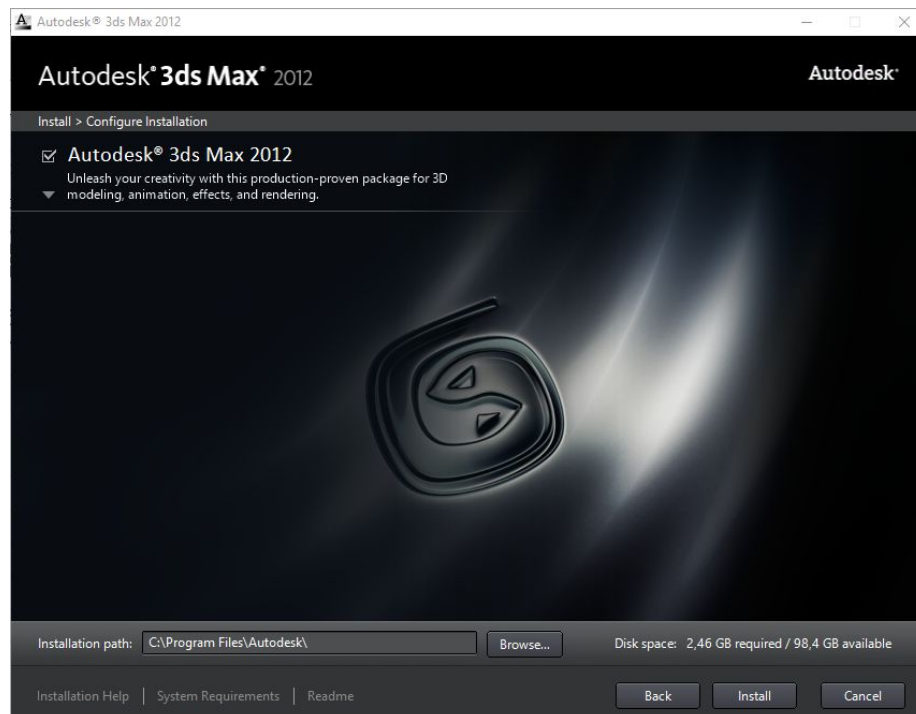 Autodesk® 3ds Max 2012
Autodesk® 3ds Max® 2012
Autodesk®
Install > Configure Installation
Autodesk® 3ds Max 2012
Unleash your creativity with this production-proven package for 3D
modeling, animation, effects, and rendering.
Installation path: C:\Program Files\Autodesk\ Browse... Disk space: 2,46 GB required / 98,4 GB available
Installation Help | System Requirements | Readme Back Install Cancel